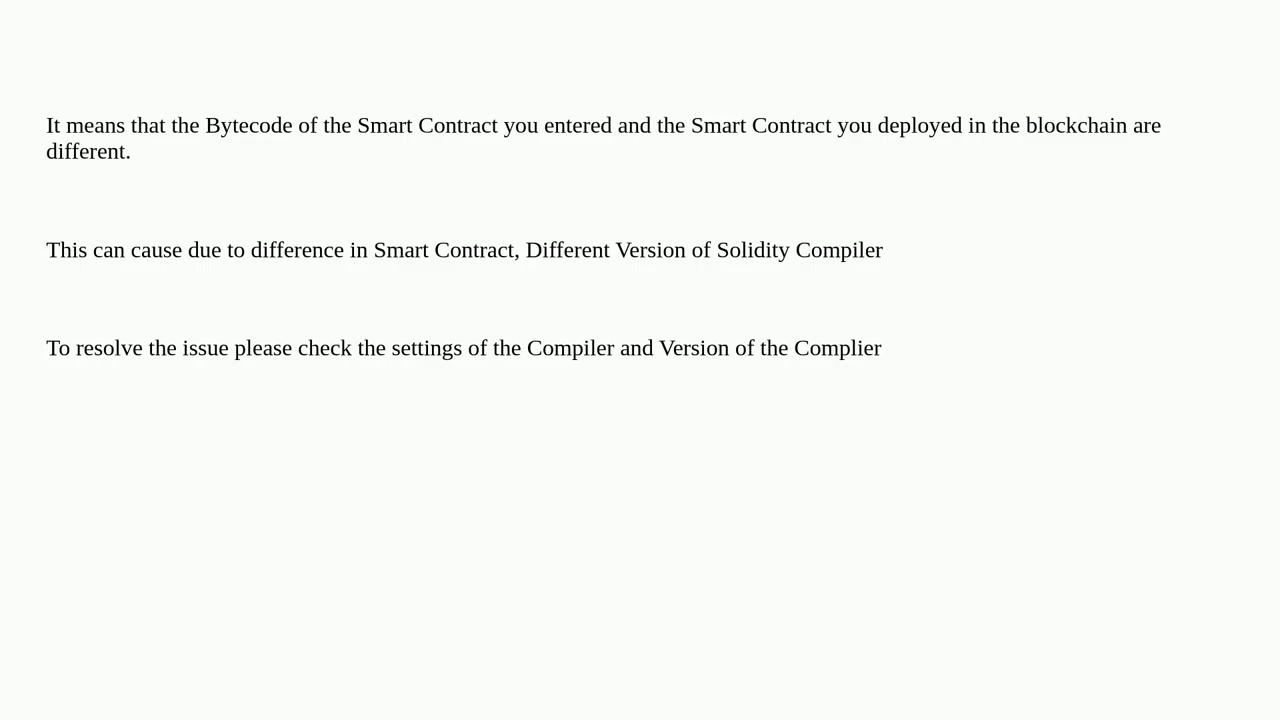 It means that the Bytecode of the Smart Contract you entered and the Smart Contract you deployed in the blockchain are
different.
This can cause due to difference in Smart Contract, Different Version of Solidity Compiler
To resolve the issue please check the settings of the Compiler and Version of the Complier